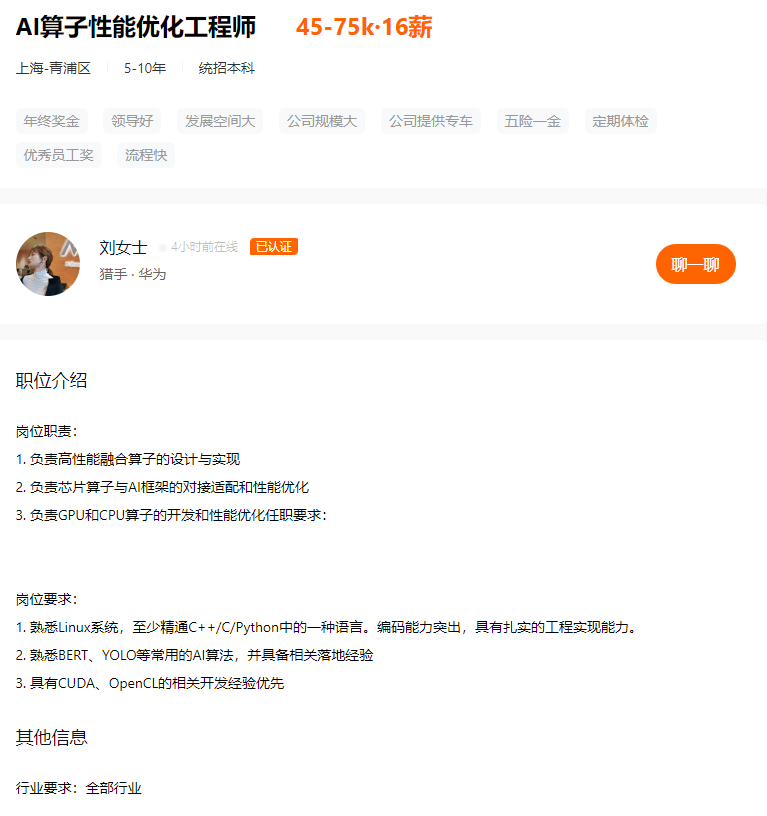 AI算子性能优化工程师 45-75k·16薪
上海-青浦区 5-10年 统招本科
年终奖金 领导好 发展空间大 公司规模大 公司提供专车 五险一金 定期体检
优秀员工奖 流程快
刘女士 4小时前在线 已认证
猎手 · 华为
聊一聊
职位介绍
岗位职责：
1. 负责高性能融合算子的设计与实现
2. 负责芯片算子与AI框架的对接适配和性能优化
3. 负责GPU和CPU算子的开发和性能优化任职要求：
岗位要求：
1. 熟悉Linux系统，至少精通C++/C/Python中的一种语言。编码能力突出，具有扎实的工程实现能力。
2. 熟悉BERT、YOLO等常用的AI算法，并具备相关落地经验
3. 具有CUDA、OpenCL的相关开发经验优先
其他信息
行业要求：全部行业